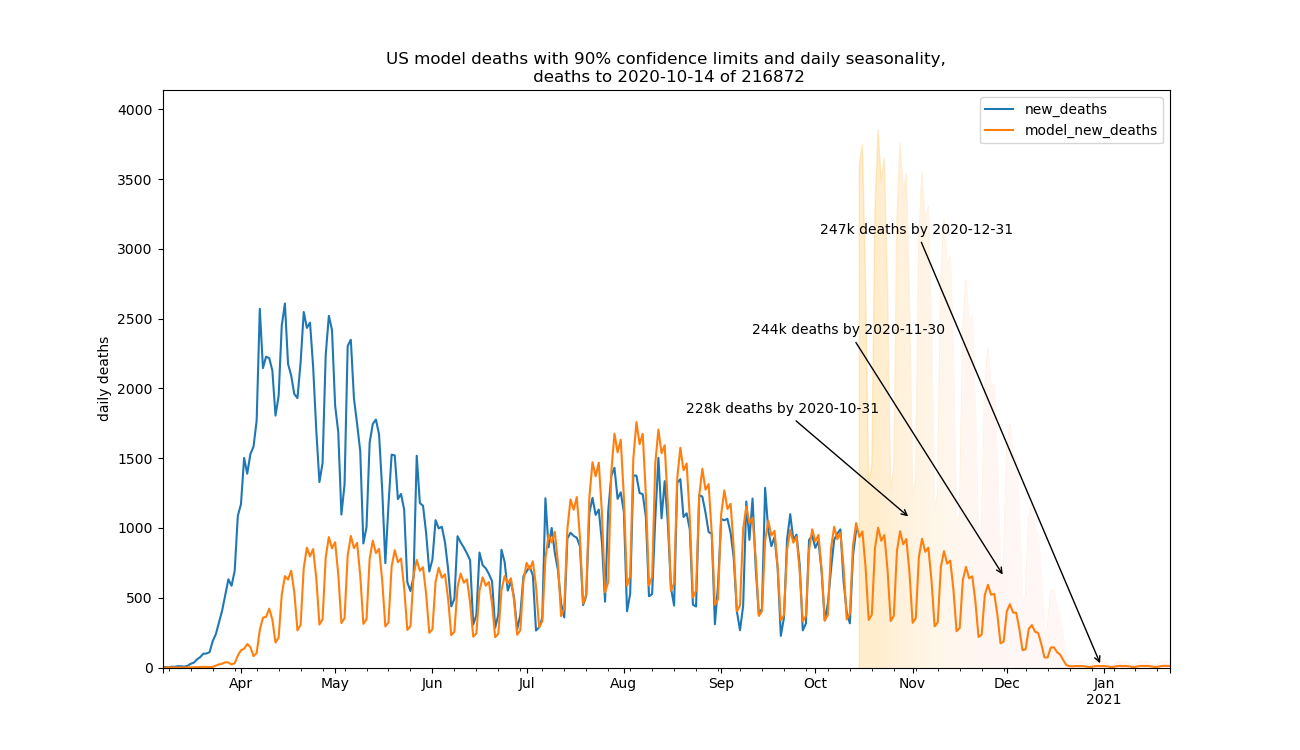 US model deaths with 90% confidence limits and daily seasonality,
deaths to 2020-10-14 of 216872
new_deaths
model_new_deaths
daily deaths
4000
3500
3000
2500
2000
1500
1000
500
0
247k deaths by 2020-12-31
244k deaths by 2020-11-30
228k deaths by 2020-10-31
Apr
May
Jun
Jul
Aug
Sep
Oct
Nov
Dec
Jan
2021